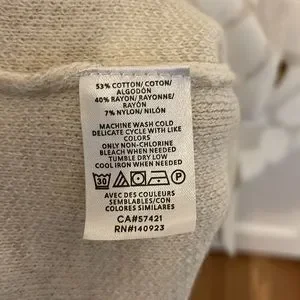 53% COTTON/ COTON/
ALGODÓN
40% RAYON/RAYONNE/
RAYÓN
7% NYLON/NILÓN
MACHINE WASH COLD
DELICATE CYCLE WITH LIKE
COLORS
ONLY NON-CHLORINE
BLEACH WHEN NEEDED
TUMBLE DRY LOW
COOL IRON WHEN NEEDED
30
AVEC DES COULEURS
SEMBLABLES/CON
COLORES SIMILARES
CA#57421
RN#140923